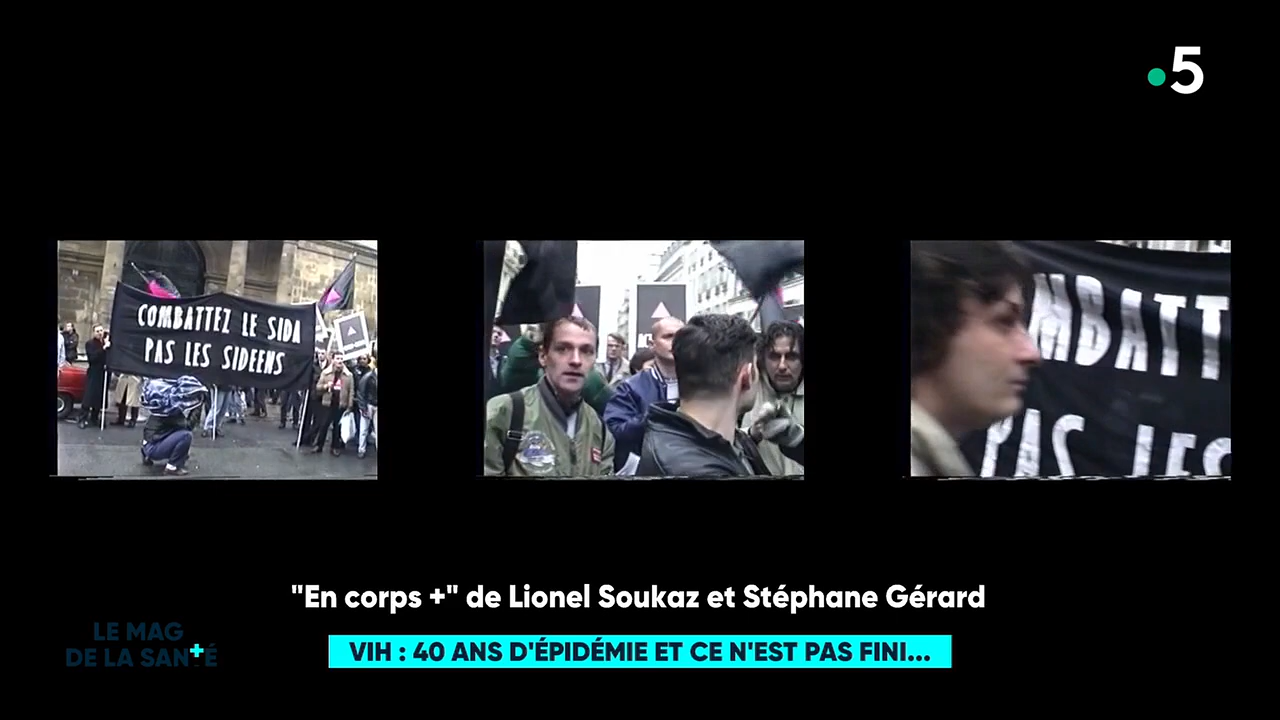 5
COMBATTEZ LE SIDA
PAS LES SIDEENS
MBATT
PAS LES
"En corps +" de Lionel Soukaz et Stéphane Gérard
LE MAG
DE LA SANTÉ
VIH : 40 ANS D'ÉPIDÉMIE ET CE N'EST PAS FINI...